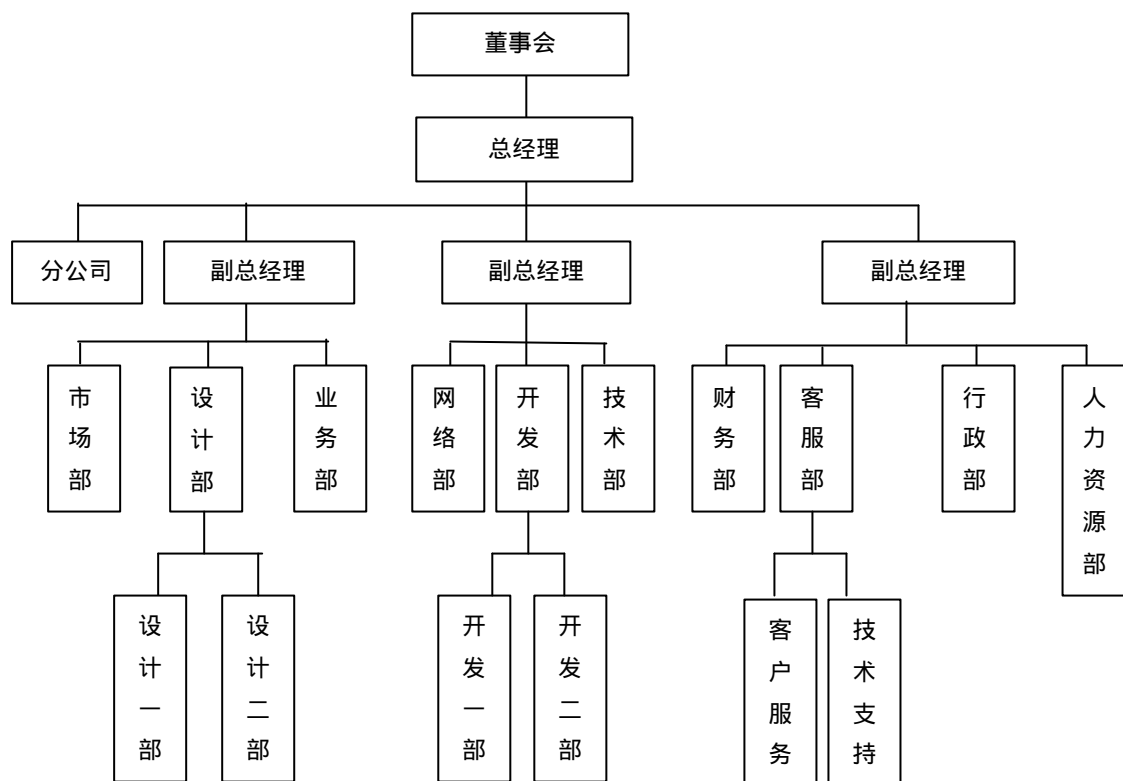 董事会
总经理
分公司
副总经理
副总经理
副总经理
市场部
设计部
业务部
网络部
开发部
技术部
财务部
客服部
行政部
人力资源部
设计一部
设计二部
开发一部
开发二部
客户服务
技术支持